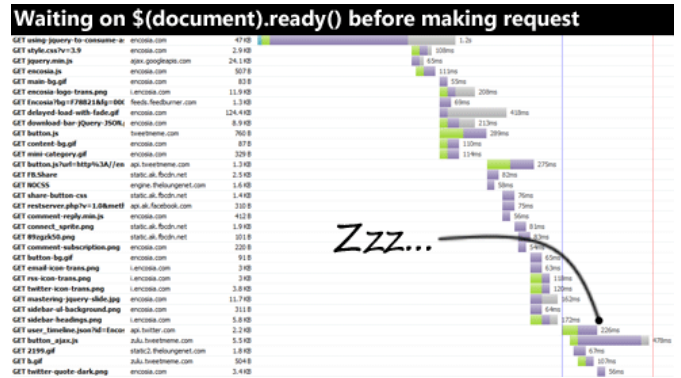 Waiting on $(document).ready() before making request
GET using-jquery-to-consume-as encosia.com 47 KB 1.2s
GET style.css?v=3.9 encosia.com 2.9 KB 108ms
GET jquery.min.js ajax.googleapis.com 24.1 KB 65ms
GET encosia.js encosia.com 507 B 111ms
GET main-bg.gif encosia.com 83 B 55ms
GET encosia-logo-trans.png i.encosia.com 11.9 KB 208ms
GET Encosia?bg=F78B21&fg=000 feeds.feedburner.com 1.3 KB 69ms
GET delayed-load-with-fade.gif encosia.com 124.4 KB 418ms
GET download-bar-jQuery-JSON.j encosia.com 8.9 KB 213ms
GET button.js tweetmeme.com 760 B 289ms
GET content-bg.gif encosia.com 87 B 110ms
GET mini-category.gif encosia.com 329 B 114ms
GET button.js?url=http%3A//en api.tweetmeme.com 1.3 KB 275ms
GET FB.Share static.ak.fbcdn.net 2.5 KB 82ms
GET NOCSS engine.theloungenet.com 1.6 KB 58ms
GET share-button-css static.ak.fbcdn.net 1.4 KB 76ms
GET restserver.php?v=1.0&meth api.ak.facebook.com 310 B 75ms
GET comment-reply.min.js encosia.com 412 B 56ms
GET connect_sprite.png static.ak.fbcdn.net 1.9 KB 81ms
GET 89zgzk50.png static.ak.fbcdn.net 101 B 83ms
GET comment-subscription.png encosia.com 220 B 54ms
GET button-bg.gif encosia.com 91 B 65ms
GET email-icon-trans.png i.encosia.com 3 KB 63ms
GET rss-icon-trans.png i.encosia.com 3 KB 118ms
GET twitter-icon-trans.png i.encosia.com 3.8 KB 120ms
GET mastering-jquery-slide.jpg encosia.com 11.7 KB 162ms
GET sidebar-ul-background.png encosia.com 311 B 64ms
GET sidebar-headings.png i.encosia.com 5.8 KB 172ms
GET user_timeline.json?id=Encos api.twitter.com 2.2 KB 226ms
GET button_ajax.js zulu.tweetmeme.com 5.5 KB 478ms
GET 2199.gif static2.theloungenet.com 1.8 KB 67ms
GET b.gif zulu.tweetmeme.com 504 B 107ms
GET twitter-quote-dark.png encosia.com 3.4 KB 56ms
Zzz...